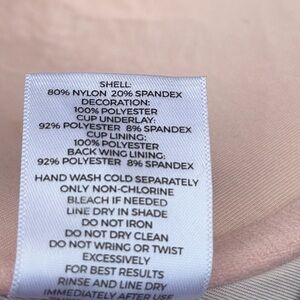 SHELL:
80% NYLON 20% SPANDEX
DECORATION:
100% POLYESTER
CUP UNDERLAY:
92% POLYESTER 8% SPANDEX
CUP LINING:
100% POLYESTER
BACK WING LINING:
92% POLYESTER 8% SPANDEX
HAND WASH COLD SEPARATELY
ONLY NON-CHLORINE
BLEACH IF NEEDED
LINE DRY IN SHADE
DO NOT IRON
DO NOT DRY CLEAN
DO NOT WRING OR TWIST
EXCESSIVELY
FOR BEST RESULTS
RINSE AND LINE DRY
IMMEDIATELY AFTER USE